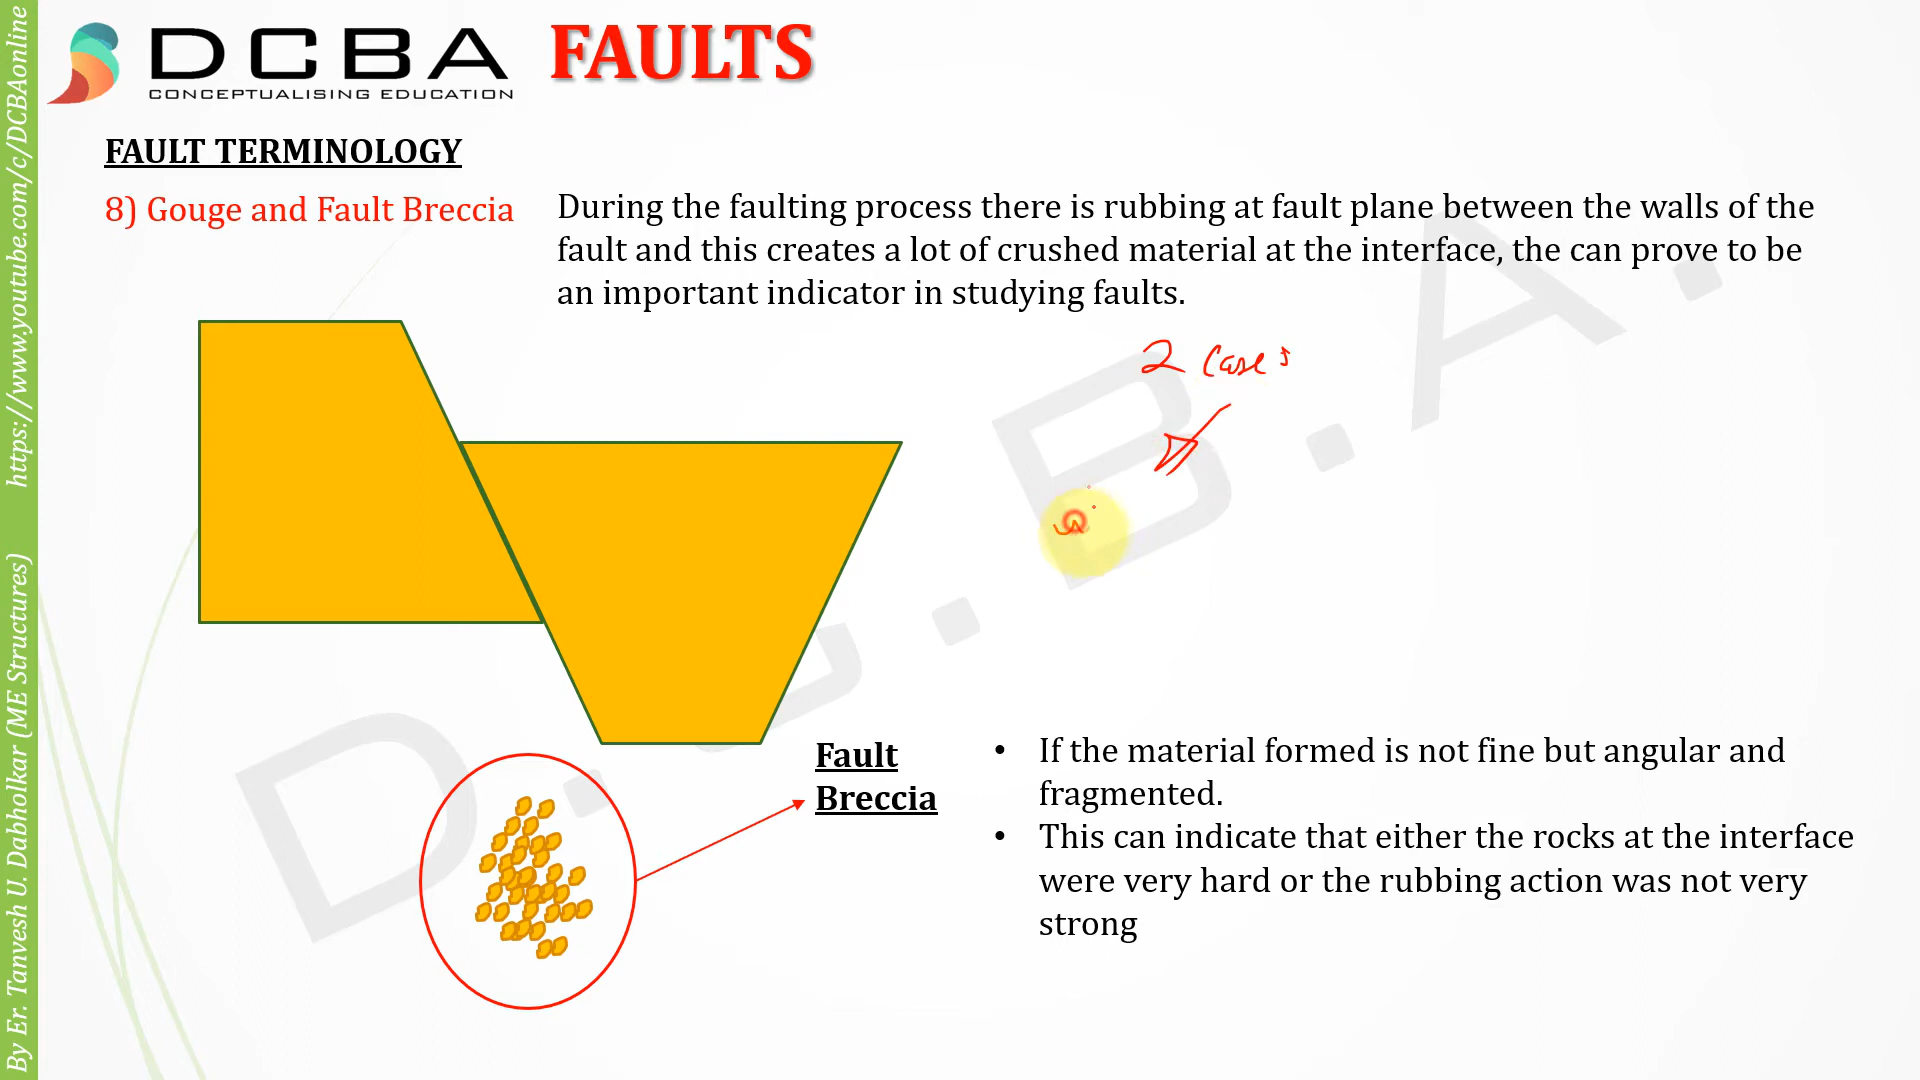 DCBA
CONCEPTUALISING EDUCATION
FAULTS
FAULT TERMINOLOGY
8) Gouge and Fault Breccia
During the faulting process there is rubbing at fault plane between the walls of the
fault and this creates a lot of crushed material at the interface, the can prove to be
an important indicator in studying faults.
2 Cases
Fault
Breccia
• If the material formed is not fine but angular and
fragmented.
• This can indicate that either the rocks at the interface
were very hard or the rubbing action was not very
strong
By Er. Tanvesh U. Dabholkar (ME Structures) https://www.youtube.com/c/DCBAonline
D.C.B.A.